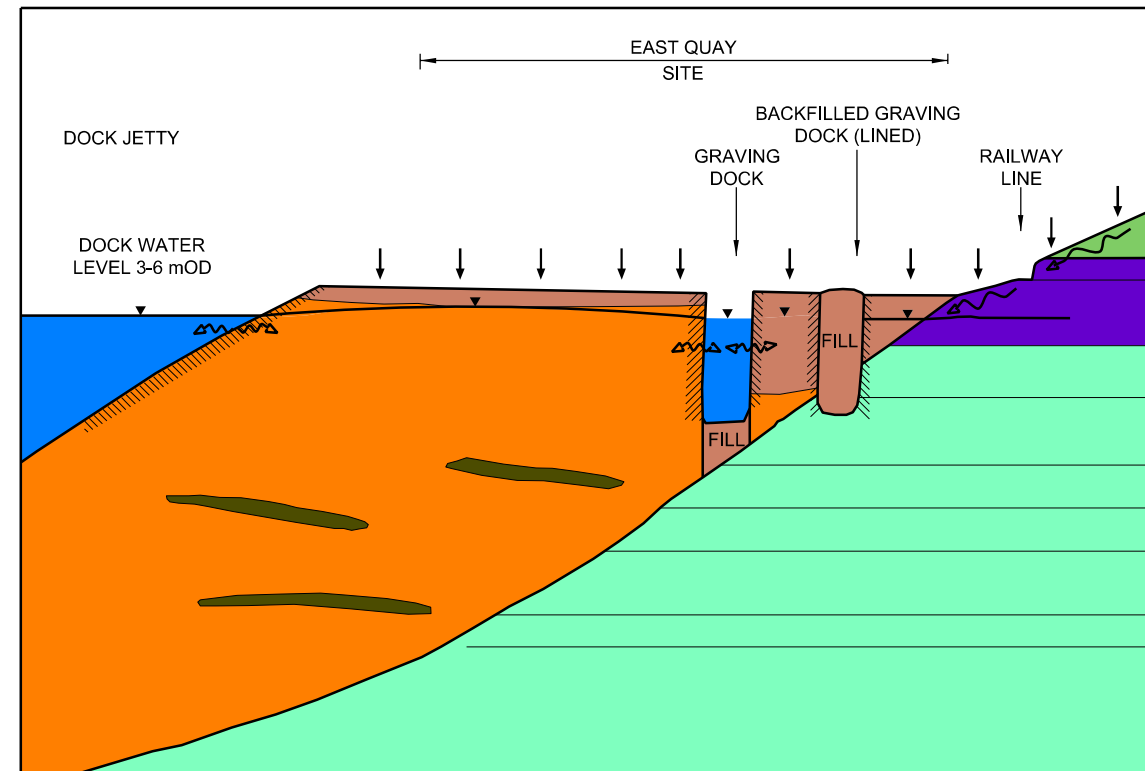 EAST QUAY
SITE
DOCK JETTY
BACKFILLED GRAVING
DOCK (LINED)
GRAVING
DOCK
RAILWAY
LINE
DOCK WATER
LEVEL 3-6 mOD
FILL
FILL